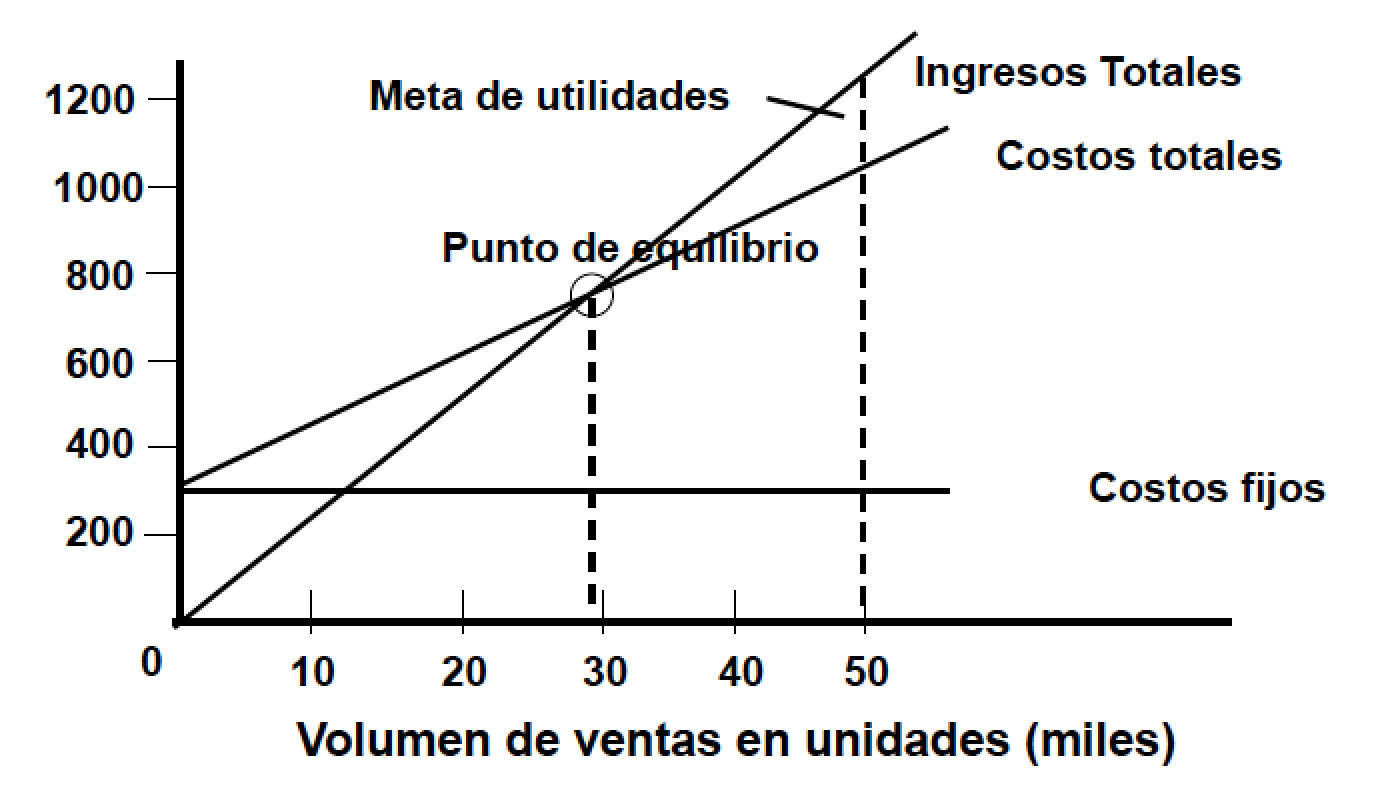 Ingresos Totales
Meta de utilidades
1200
Costos totales
1000
Punto de equilibrio
800
600
400
Costos fijos
200
0
10 20 30 40 50
Volumen de ventas en unidades (miles)